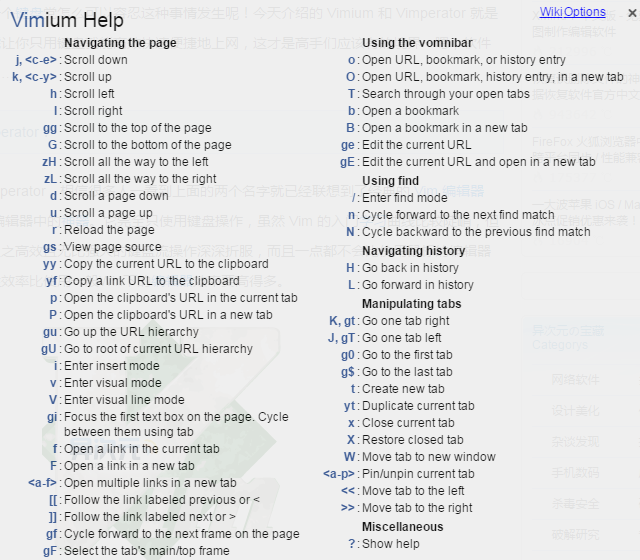 Vimium Help
Wiki Options ×
Navigating the page
j, <c-e> : Scroll down
k, <c-y> : Scroll up
h : Scroll left
l : Scroll right
gg : Scroll to the top of the page
G : Scroll to the bottom of the page
zH : Scroll all the way to the left
zL : Scroll all the way to the right
d : Scroll a page down
u : Scroll a page up
r : Reload the page
gs : View page source
yy : Copy the current URL to the clipboard
yf : Copy a link URL to the clipboard
p : Open the clipboard's URL in the current tab
P : Open the clipboard's URL in a new tab
gu : Go up the URL hierarchy
gU : Go to root of current URL hierarchy
i : Enter insert mode
v : Enter visual mode
V : Enter visual line mode
gi : Focus the first text box on the page. Cycle
between them using tab
f : Open a link in the current tab
F : Open a link in a new tab
<a-f> : Open multiple links in a new tab
[[ : Follow the link labeled previous or <
]] : Follow the link labeled next or >
gf : Cycle forward to the next frame on the page
gF : Select the tab's main/top frame
Using the vomnibar
o : Open URL, bookmark, or history entry
O : Open URL, bookmark, history entry, in a new tab
T : Search through your open tabs
b : Open a bookmark
B : Open a bookmark in a new tab
ge : Edit the current URL
gE : Edit the current URL and open in a new tab
Using find
/ : Enter find mode
n : Cycle forward to the next find match
N : Cycle backward to the previous find match
Navigating history
H : Go back in history
L : Go forward in history
Manipulating tabs
K, gt : Go one tab right
J, gT : Go one tab left
g0 : Go to the first tab
g$ : Go to the last tab
t : Create new tab
yt : Duplicate current tab
x : Close current tab
X : Restore closed tab
W : Move tab to new window
<a-p> : Pin/unpin current tab
<< : Move tab to the left
>> : Move tab to the right
Miscellaneous
? : Show help